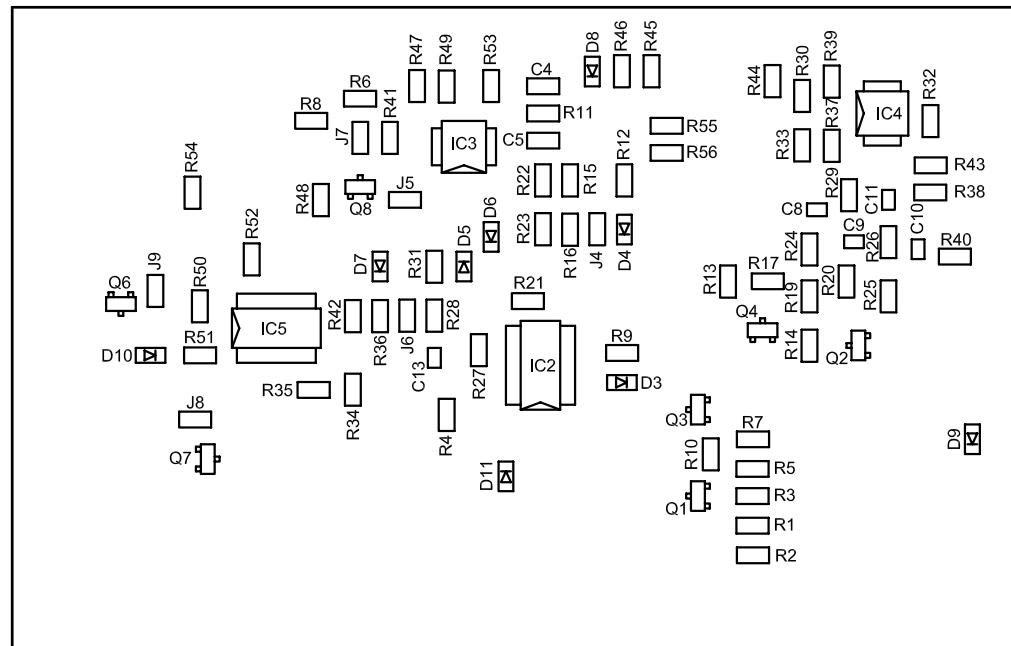 R47
R49
R53
D8
R46
R45
C4
R6
R8
R41
J7
R11
IC3
C5
R55
R12
R56
R44
R30
R39
IC4
R32
R33
R37
R43
R38
R54
R48
Q8
J5
R22
R15
R29
C8
C11
C9
C10
R26
R24
R40
R52
D6
R23
R16
J4
D4
D7
R31
D5
J9
Q6
R50
R21
R13
R17
R19
R20
R25
IC5
R42
R36
J6
R28
Q4
R51
D10
C13
R27
IC2
R9
R14
Q2
D3
R35
R34
J8
R4
Q3
R7
D9
Q7
R10
R5
D11
R3
Q1
R1
R2